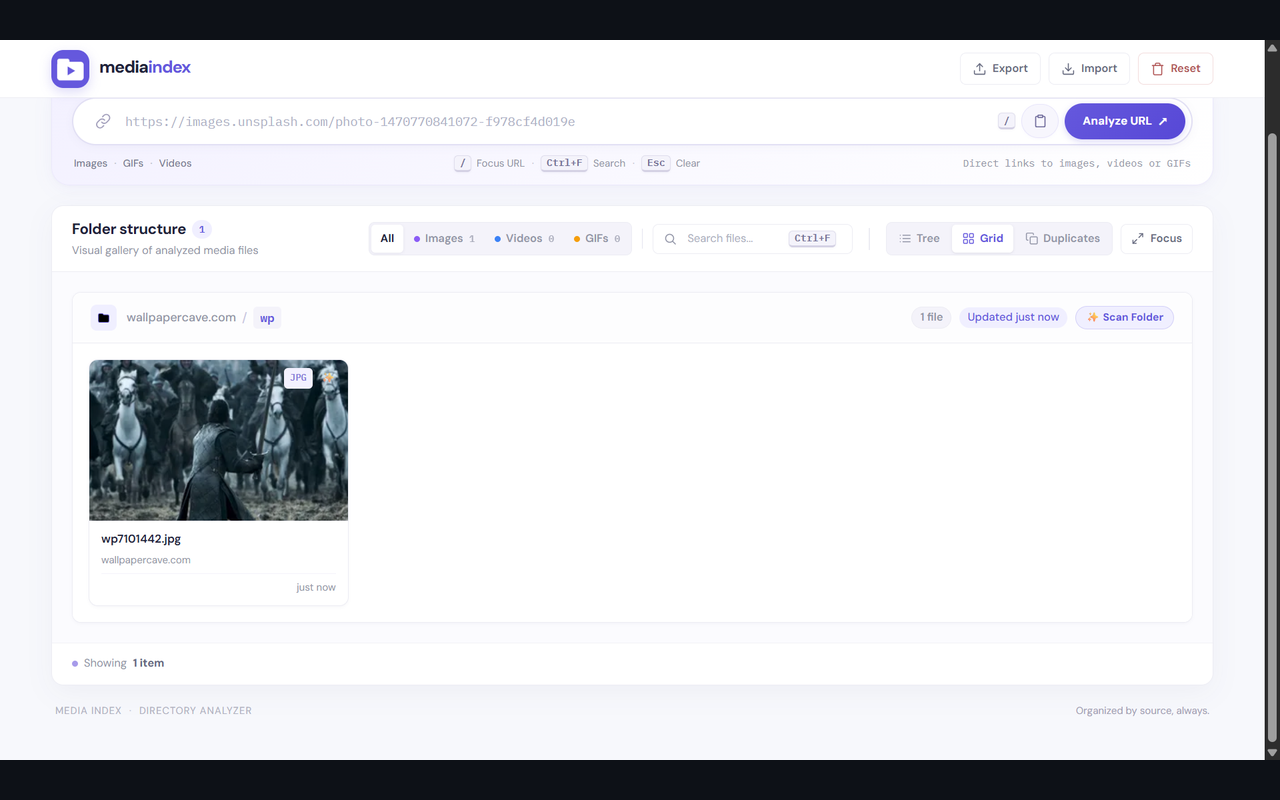 mediaindex
Export
Import
Reset
https://images.unsplash.com/photo-1470770841072-f978cf4d019e
/
Analyze URL ↗
Images · GIFs · Videos
/ Focus URL · Ctrl+F Search · Esc Clear
Direct links to images, videos or GIFs
Folder structure 1
Visual gallery of analyzed media files
All
Images 1
Videos 0
GIFs 0
Search files...
Ctrl+F
Tree
Grid
Duplicates
Focus
wallpapercave.com / wp
1 file
Updated just now
✨ Scan Folder
JPG
wp7101442.jpg
wallpapercave.com
just now
Showing 1 item
MEDIA INDEX · DIRECTORY ANALYZER
Organized by source, always.